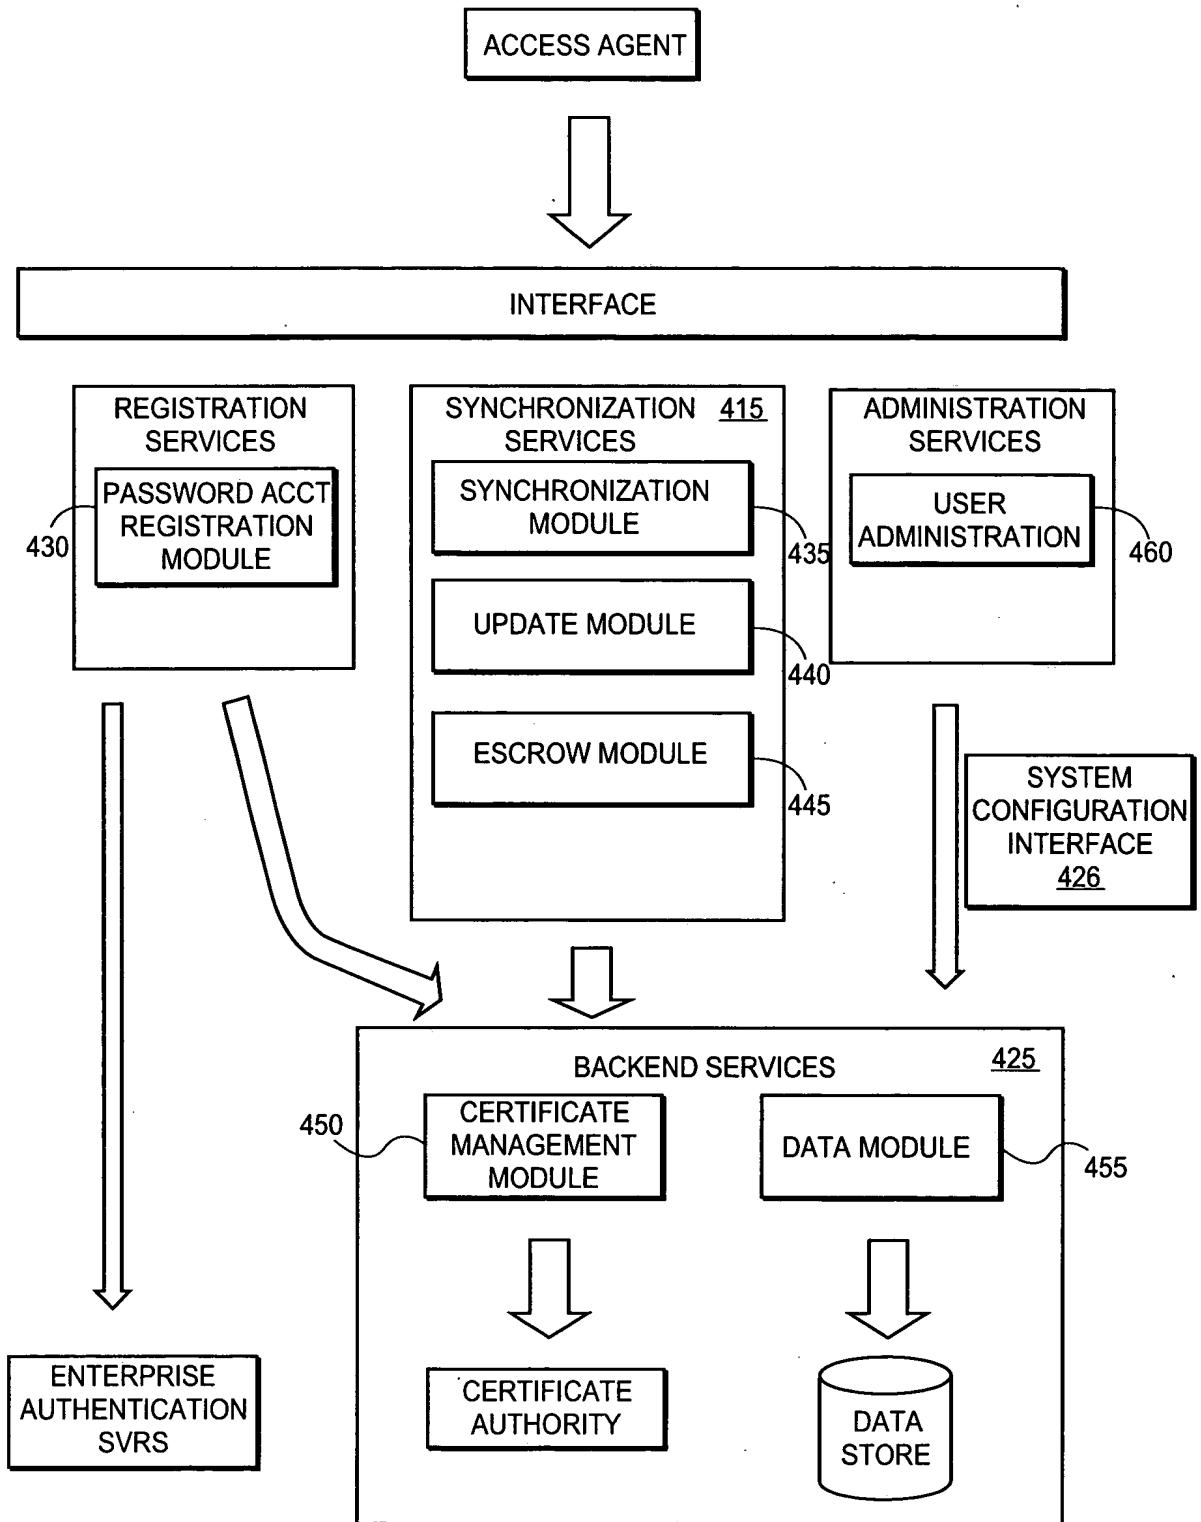 ACCESS AGENT
INTERFACE
REGISTRATION
SERVICES
PASSWORD ACCT
REGISTRATION
MODULE
430
SYNCHRONIZATION 415
SERVICES
SYNCHRONIZATION
MODULE
435
UPDATE MODULE
440
ESCROW MODULE
445
ADMINISTRATION
SERVICES
USER
ADMINISTRATION
460
SYSTEM
CONFIGURATION
INTERFACE
426
BACKEND SERVICES 425
CERTIFICATE
MANAGEMENT
MODULE
450
DATA MODULE
455
ENTERPRISE
AUTHENTICATION
SVRS
CERTIFICATE
AUTHORITY
DATA
STORE